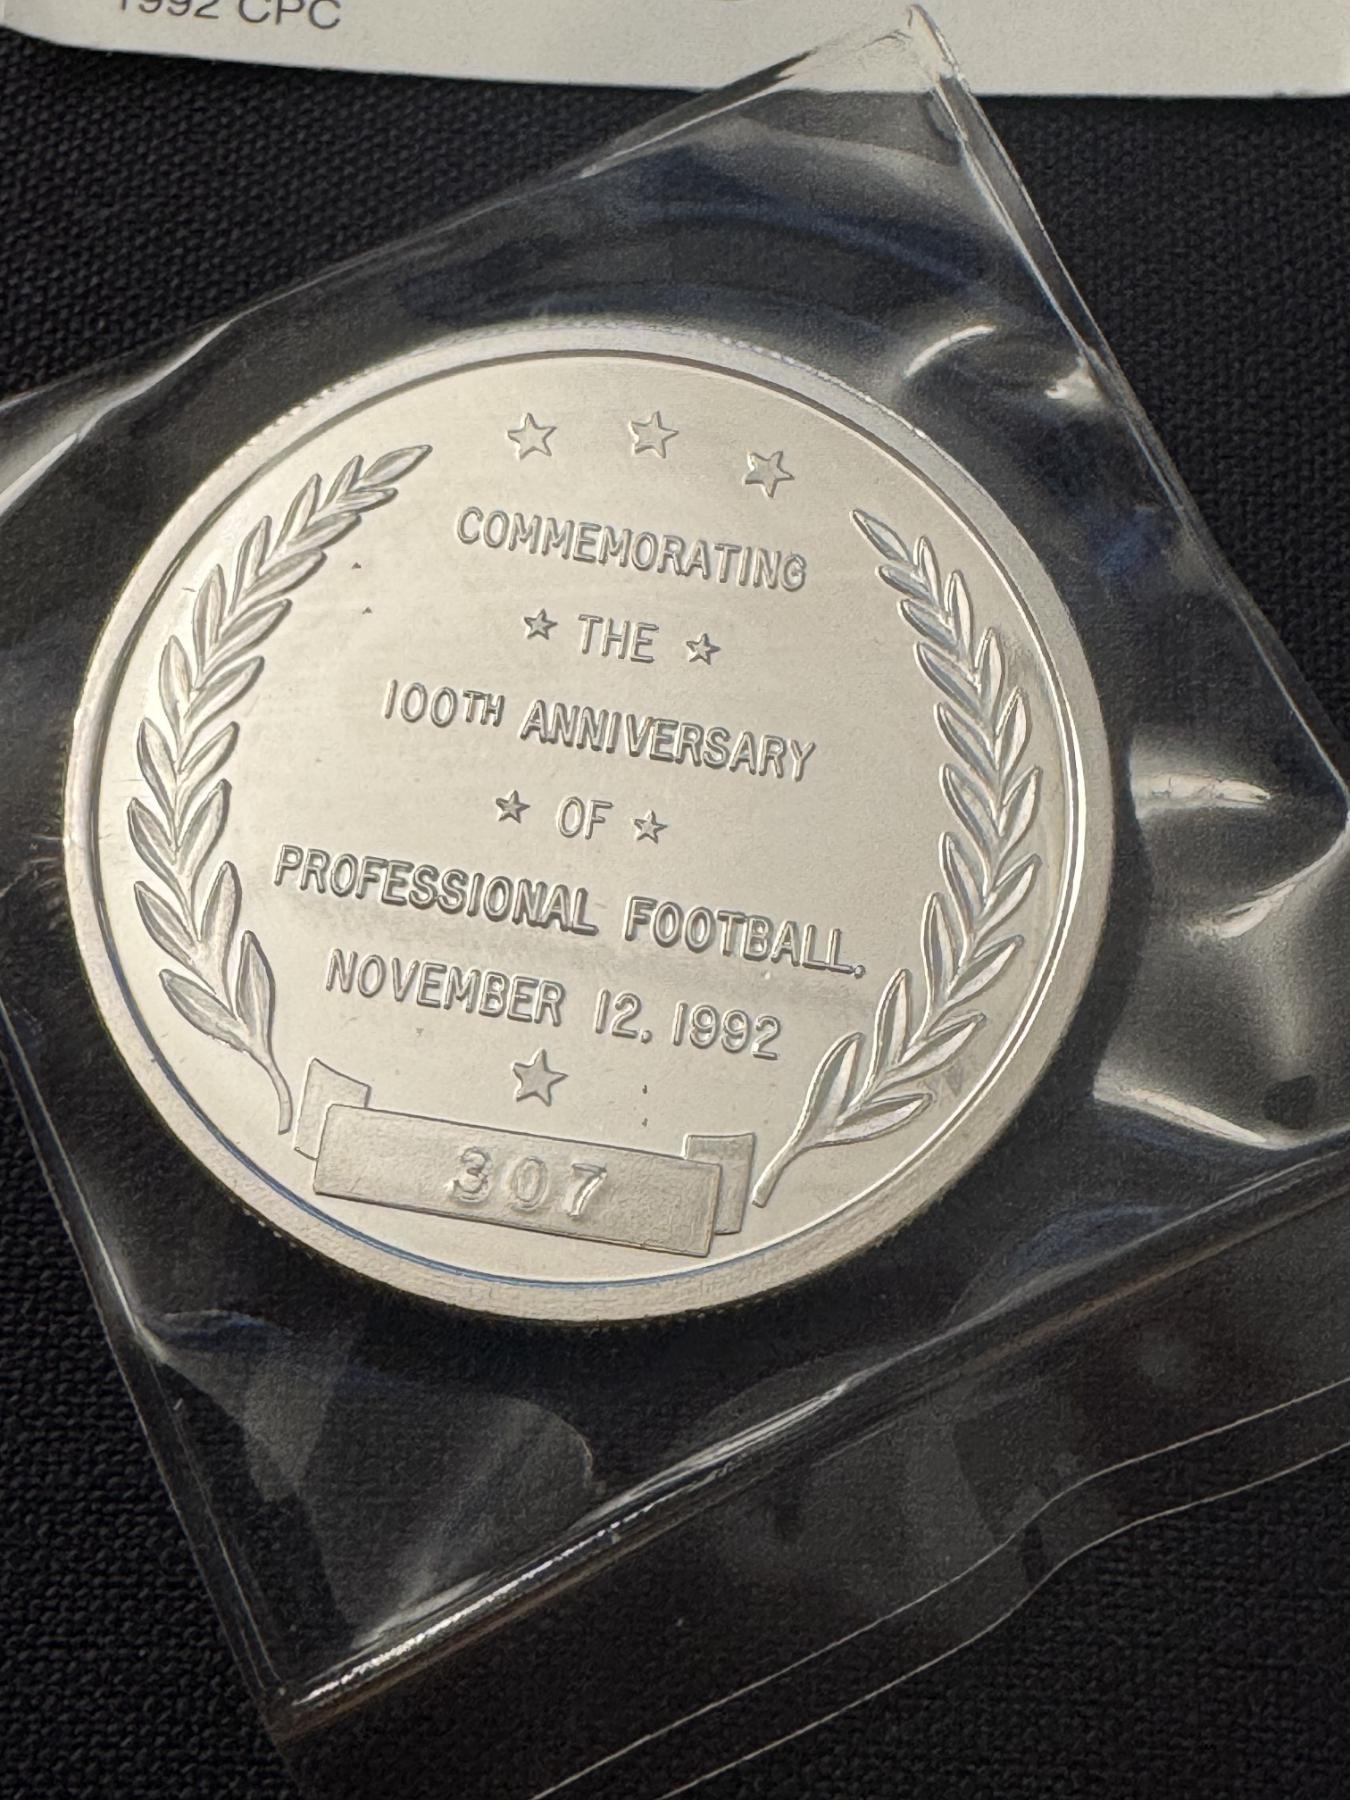 1992 CPC
COMMEMORATING
THE
100TH ANNIVERSARY
OF
PROFESSIONAL FOOTBALL,
NOVEMBER 12, 1992
307